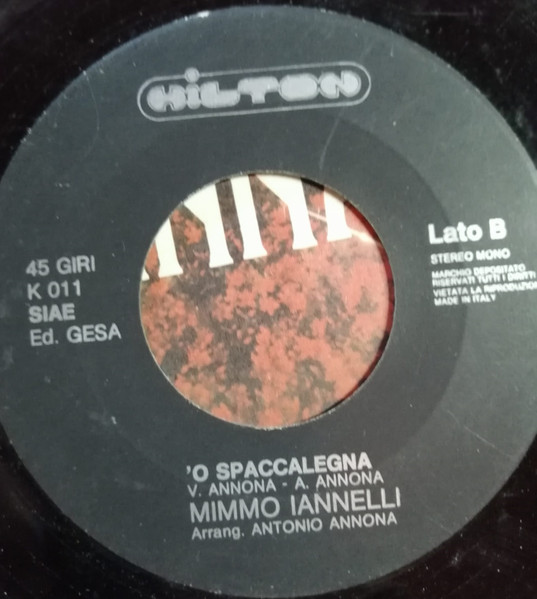 HILTON
45 GIRI
K 011
SIAE
Ed. GESA
Lato B
STEREO MONO
MARCHIO DEPOSITATO
RISERVATI TUTTI I DIRITTI
VIETATA LA RIPRODUZION
MADE IN ITALY
'O SPACCALEGNA
V. ANNONA - A. ANNONA
MIMMO IANNELLI
Arrang. ANTONIO ANNONA